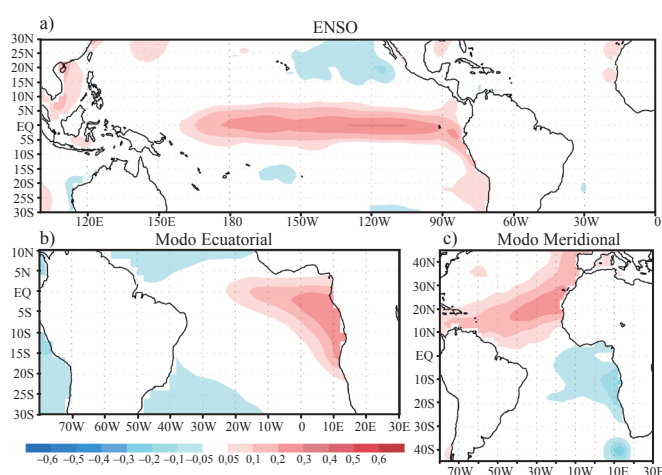 a) ENSO
30N
25N
20N
15N
10N
5N
EQ
5S
10S
15S
20S
25S
30S
120E 150E 180 150W 120W 90W 60W 30W 0
b) Modo Ecuatorial
10N
5N
EQ
5S
10S
15S
20S
25S
30S
70W 60W 50W 40W 30W 20W 10W 0 10E 20E 30E
c) Modo Meridional
40N
30N
20N
10N
EQ
10S
20S
30S
40S
70W 50W 30W 10W 10E 30E
–0,6 –0,5 –0,4 –0,3 –0,2 –0,1 –0,05 0,05 0,1 0,2 0,3 0,4 0,5 0,6